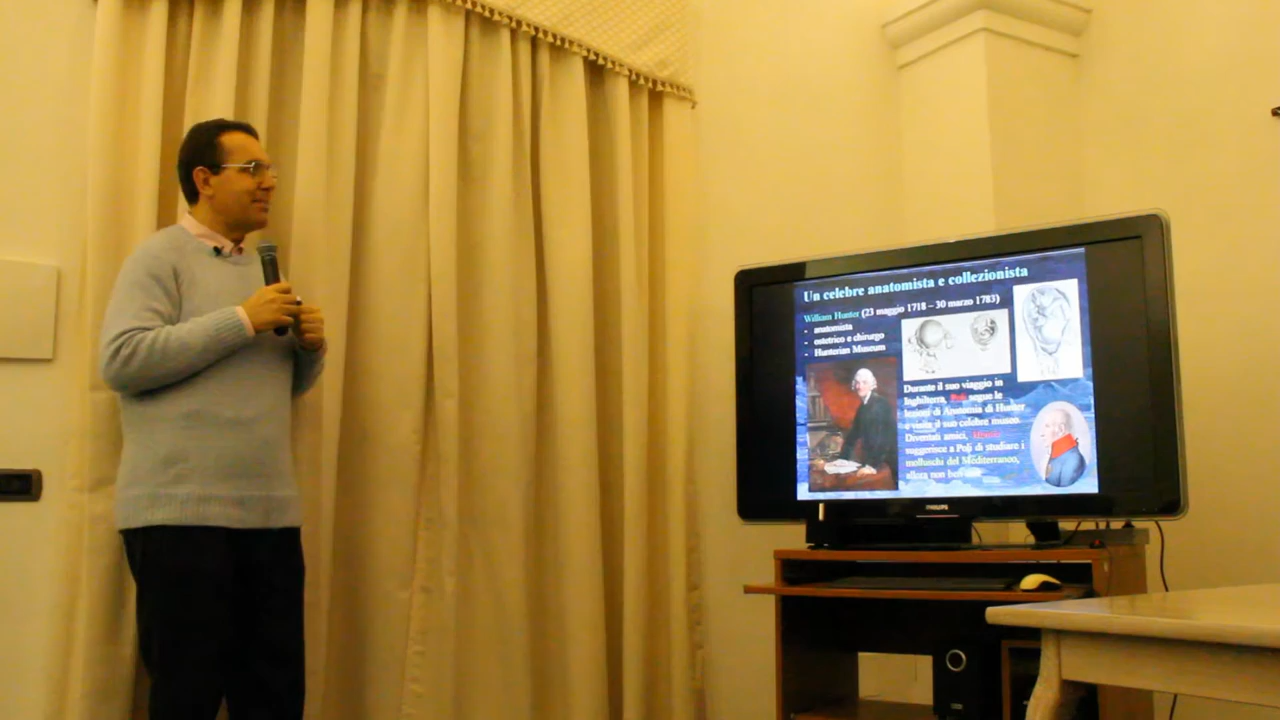 Un celebre anatomista e collezionista
William Hunter (23 maggio 1718 – 30 marzo 1783)
- anatomista
- ostetrico e chirurgo
- Hunterian Museum
Durante il suo viaggio in
Inghilterra, Poli segue le
lezioni di Anatomia di Hunter
e visita il suo celebre museo.
Diventati amici, Hunter
suggerisce a Poli di studiare i
molluschi del Mediterraneo,
allora non ben
PHILIPS